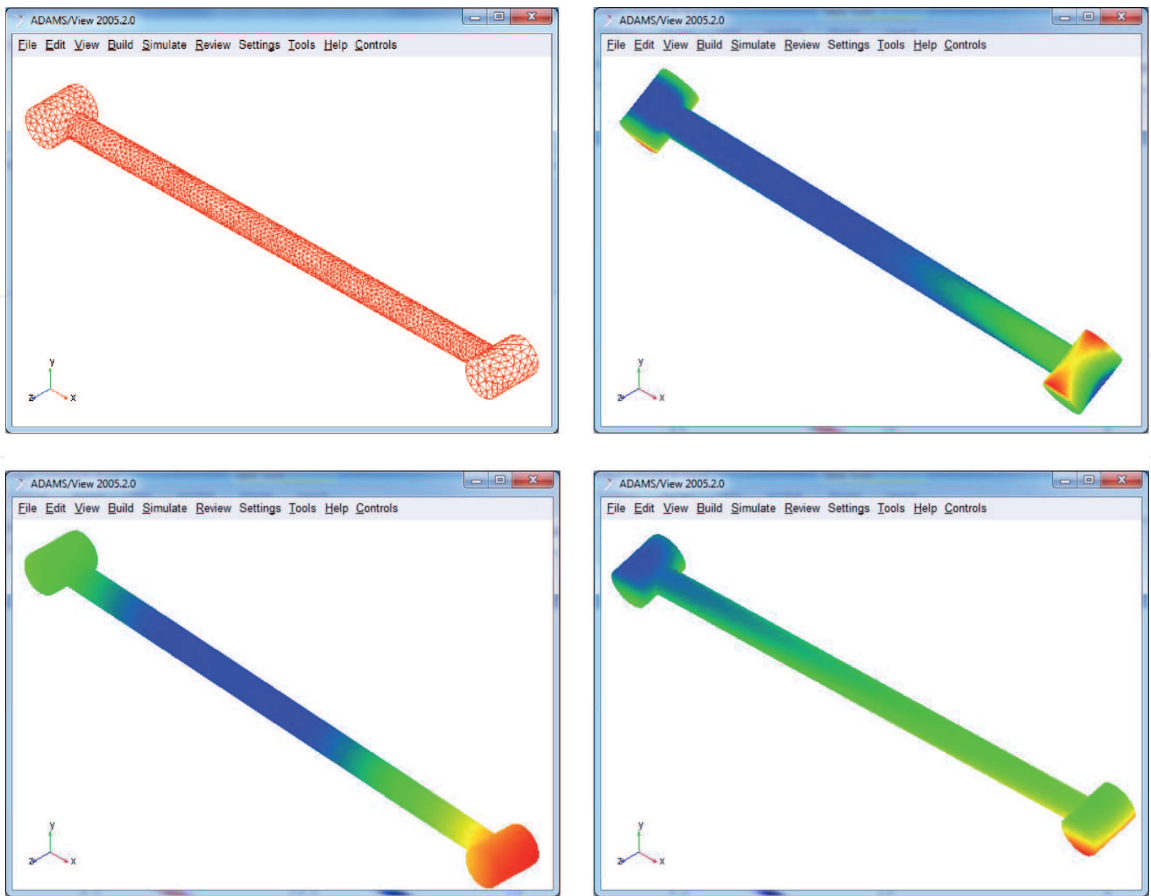 ADAMS/View 2005.2.0
File Edit View Build Simulate Review Settings Tools Help Controls
y
z x
ADAMS/View 2005.2.0
File Edit View Build Simulate Review Settings Tools Help Controls
y
z x
ADAMS/View 2005.2.0
File Edit View Build Simulate Review Settings Tools Help Controls
y
z x
ADAMS/View 2005.2.0
File Edit View Build Simulate Review Settings Tools Help Controls
y
z x